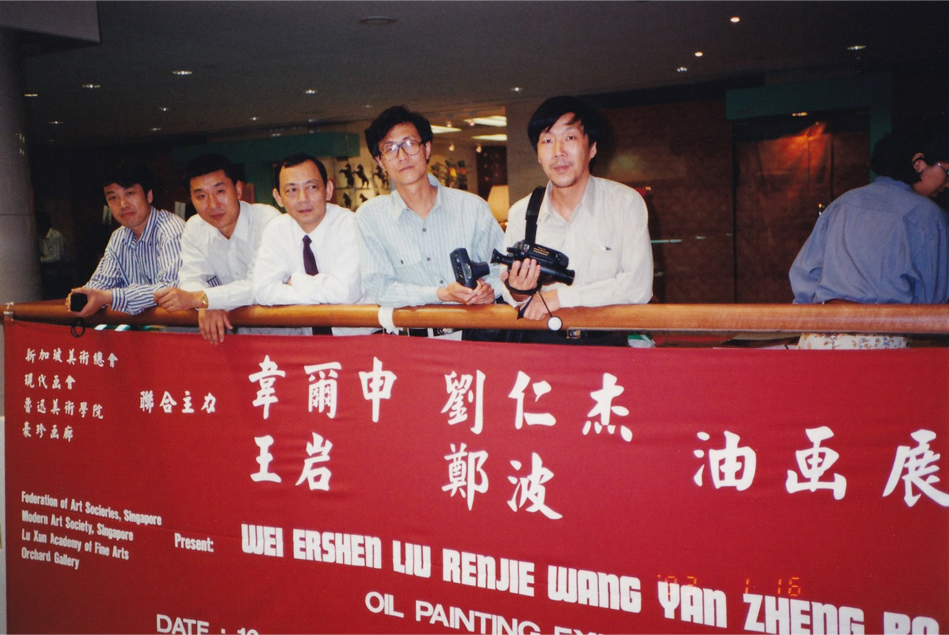 新加坡美術總會
現代画會
魯迅美術學院
豪珍画廊
聯合主力
韋爾申 劉仁杰
王岩 鄭波
油画展
Federation of Art Socieries, Singapore
Modern Art Society, Singapore
Lu Xun Academy of Fine Arts
Orchard Gallery
Present:
WEI ERSHEN LIU RENJIE WANG YAN ZHENG BO
OIL PAINTING
DATE :